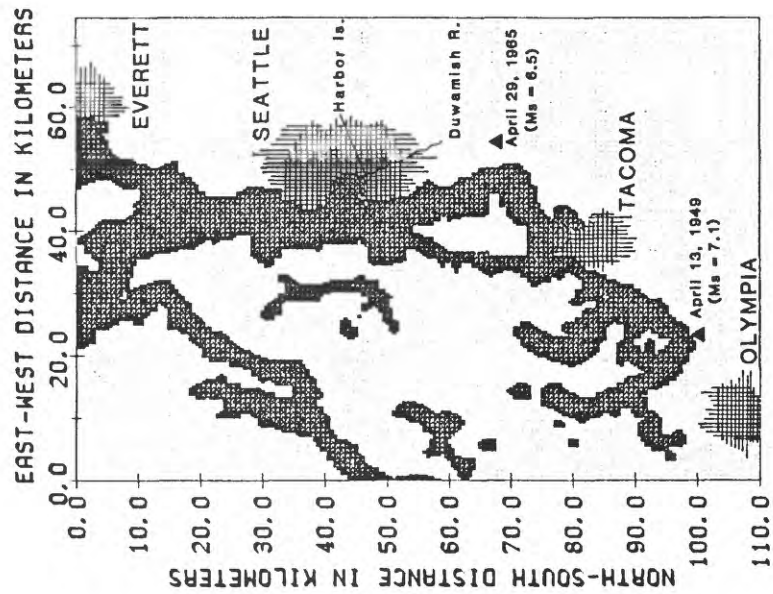 EAST-WEST DISTANCE IN KILOMETERS
0.0
20.0
40.0
60.0
NORTH-SOUTH DISTANCE IN KILOMETERS
0.0
10.0
20.0
30.0
40.0
50.0
60.0
70.0
80.0
90.0
100.0
110.0
EVERETT
SEATTLE
Harbor Is.
Duwamish R.
April 29, 1965
(Ms = 6.5)
TACOMA
April 13, 1949
(Ms = 7.1)
OLYMPIA